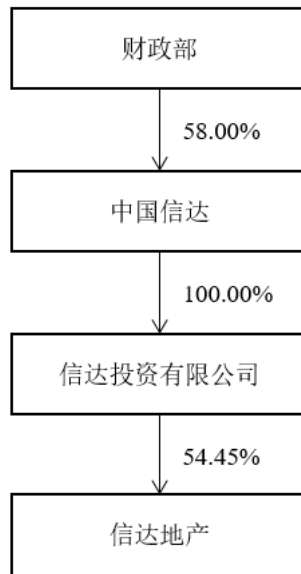 财政部
58.00%
中国信达
100.00%
信达投资有限公司
54.45%
信达地产